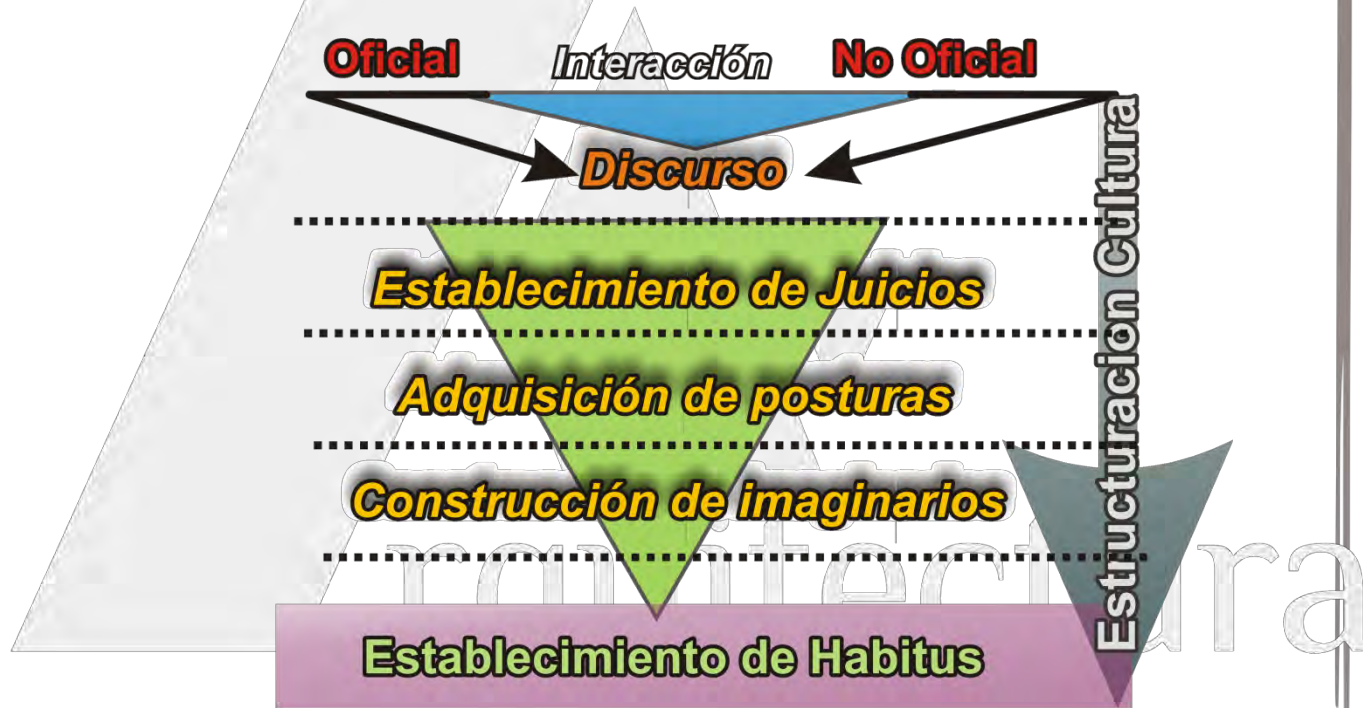 Oficial Interacción No Oficial
Discurso
Establecimiento de Juicios
Adquisición de posturas
Construcción de imaginarios
Establecimiento de Habitus
Estructuracion Cultura
Arquitectura